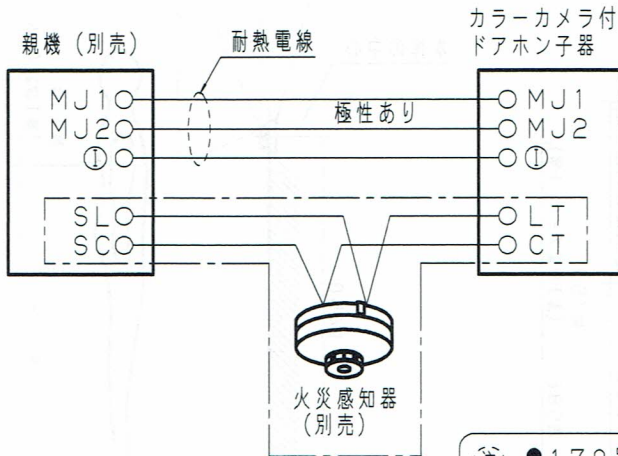 親機(別売)
耐熱電線
カラーカメラ付
ドアホン子器
MJ1
MJ2
Ⓘ
SL
SC
極性あり
MJ1
MJ2
Ⓘ
LT
CT
火災感知器
(別売)